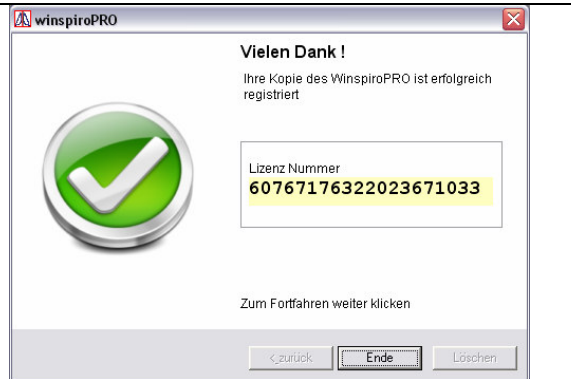 winspiroPRO
Vielen Dank !
Ihre Kopie des WinspiroPRO ist erfolgreich
registriert
Lizenz Nummer
60767176322023671033
Zum Fortfahren weiter klicken
< zurück
Ende
Löschen